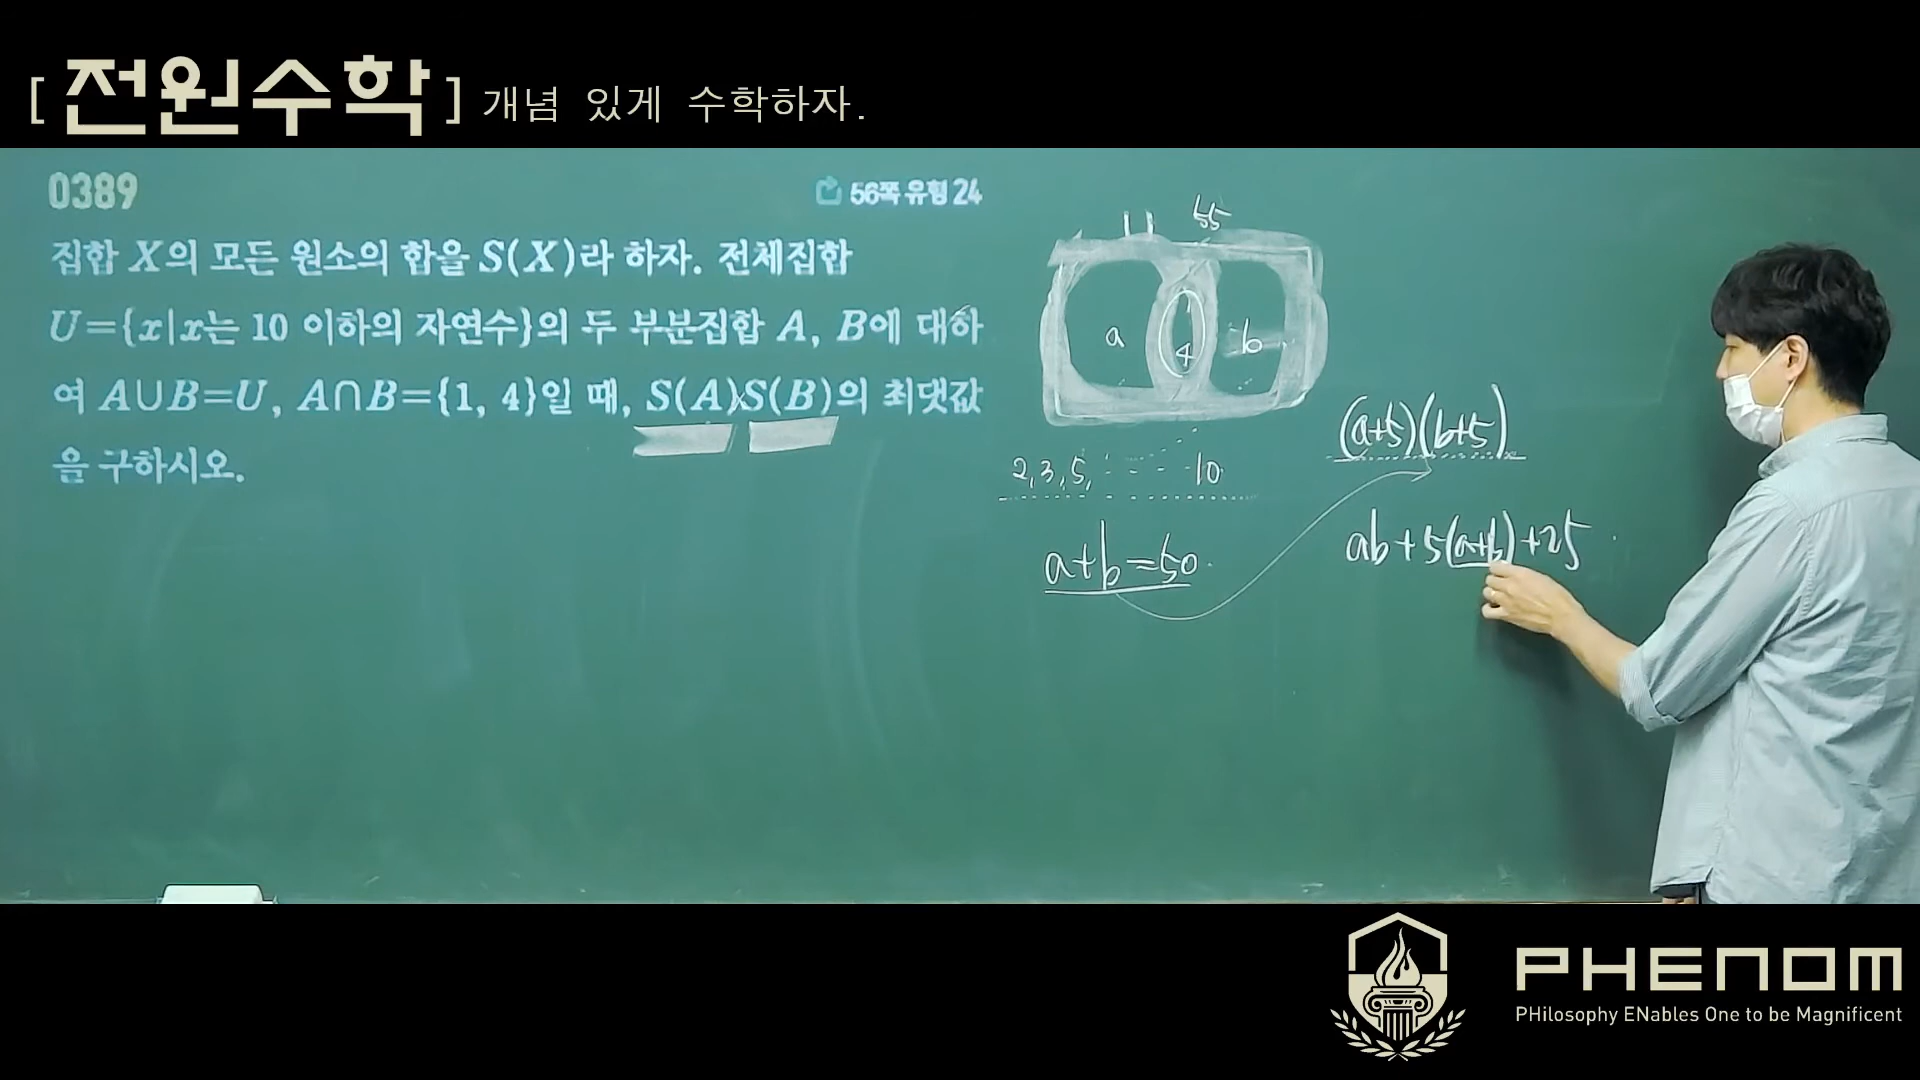 [전원수학] 개념 있게 수학하자.
0389
56쪽 유형 24
집합 X의 모든 원소의 합을 S(X)라 하자. 전체집합
U={x|x는 10 이하의 자연수}의 두 부분집합 A, B에 대하
여 A∪B=U, A∩B={1, 4}일 때, S(A)S(B)의 최댓값
을 구하시오.
U 55
a 1 4 b
2, 3, 5, ... 10
a+b=50
(a+5)(b+5)
ab+5(a+b)+25
PHENOM
PHilosophy ENables One to be Magnificent